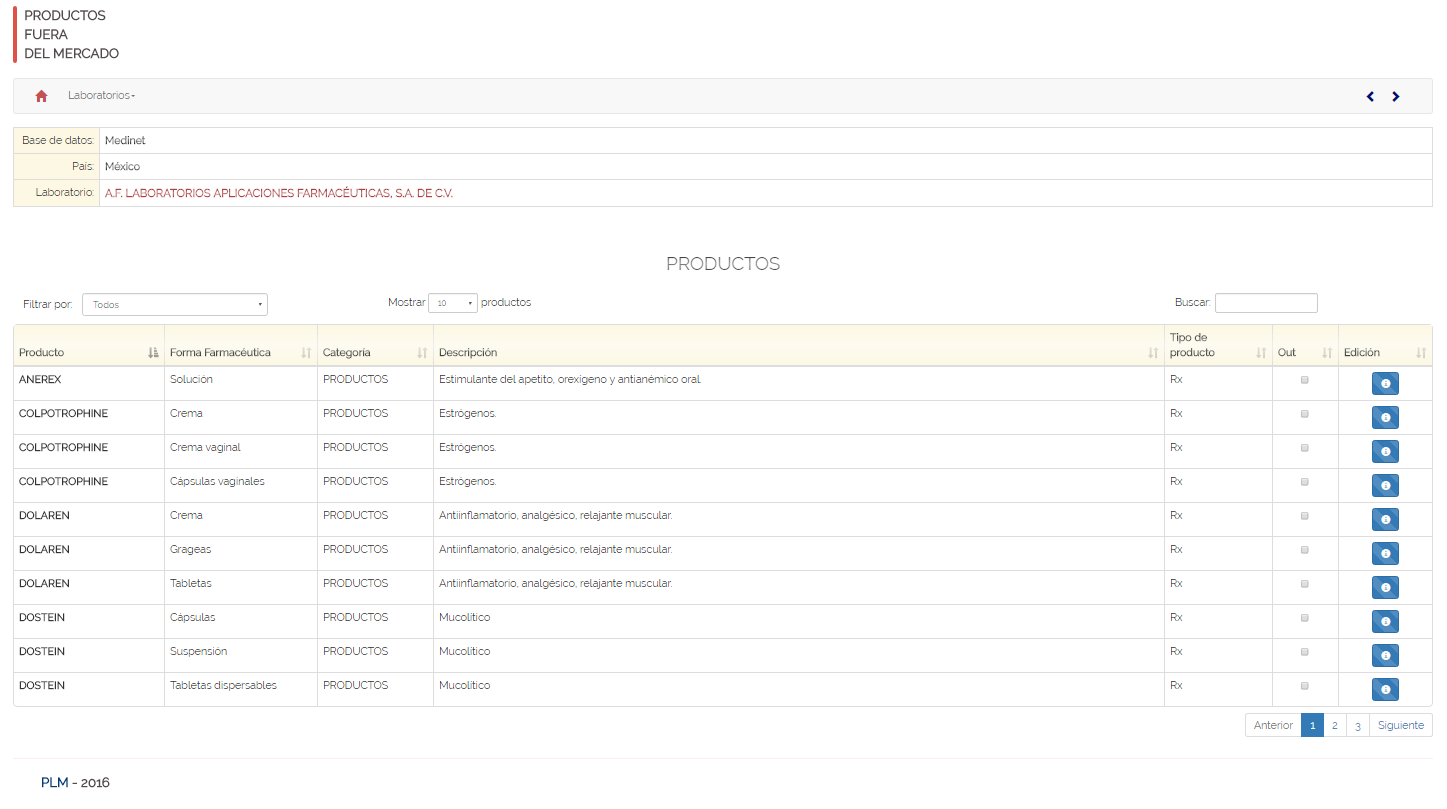 PRODUCTOS
FUERA
DEL MERCADO
Laboratorios
Base de datos: Medinet
País: México
Laboratorio: A.F. LABORATORIOS APLICACIONES FARMACÉUTICAS, S.A. DE C.V.
PRODUCTOS
Filtrar por: Todos Mostrar 10 productos Buscar:
Producto Forma Farmacéutica Categoría Descripción Tipo de producto Out Edición
ANEREX Solución PRODUCTOS Estimulante del apetito, orexígeno y antianémico oral Rx
COLPOTROPHINE Crema PRODUCTOS Estrógenos. Rx
COLPOTROPHINE Crema vaginal PRODUCTOS Estrógenos. Rx
COLPOTROPHINE Cápsulas vaginales PRODUCTOS Estrógenos. Rx
DOLAREN Crema PRODUCTOS Antiinflamatorio, analgésico, relajante muscular. Rx
DOLAREN Grageas PRODUCTOS Antiinflamatorio, analgésico, relajante muscular. Rx
DOLAREN Tabletas PRODUCTOS Antiinflamatorio, analgésico, relajante muscular. Rx
DOSTEIN Cápsulas PRODUCTOS Mucolítico Rx
DOSTEIN Suspensión PRODUCTOS Mucolítico Rx
DOSTEIN Tabletas dispersables PRODUCTOS Mucolítico Rx
Anterior 1 2 3 Siguiente
PLM - 2016